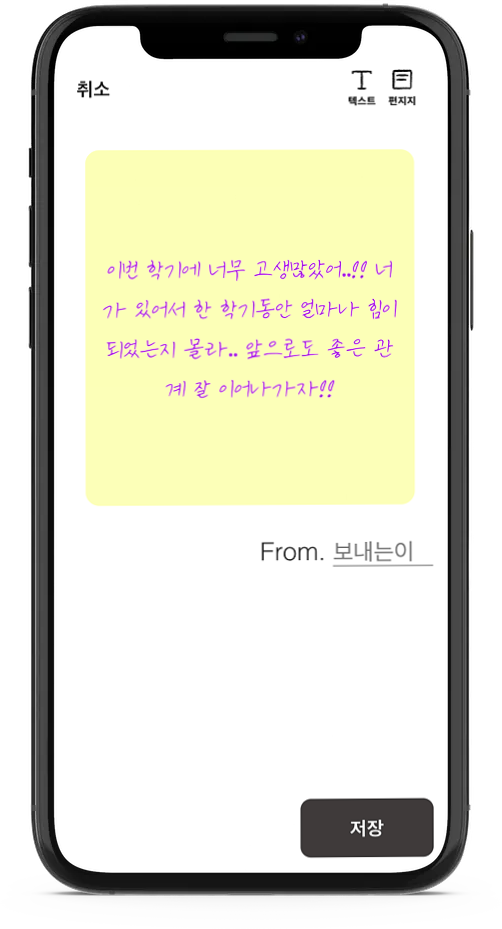 취소
텍스트 편지지
이번 학기에 너무 고생많았어..!! 너
가 있어서 한 학기동안 얼마나 힘이
되었는지 몰라.. 앞으로도 좋은 관
계 잘 이어나가자!!
From. 보내는이
저장